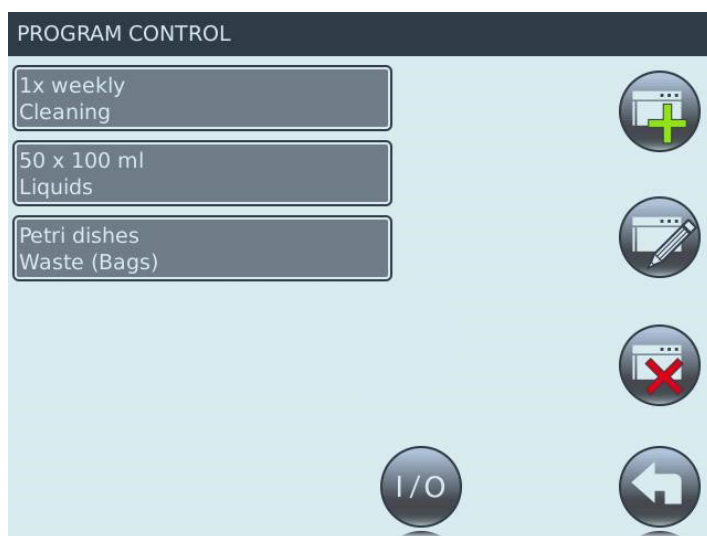 PROGRAM CONTROL
1x weekly
Cleaning
50 x 100 ml
Liquids
Petri dishes
Waste (Bags)
I/O